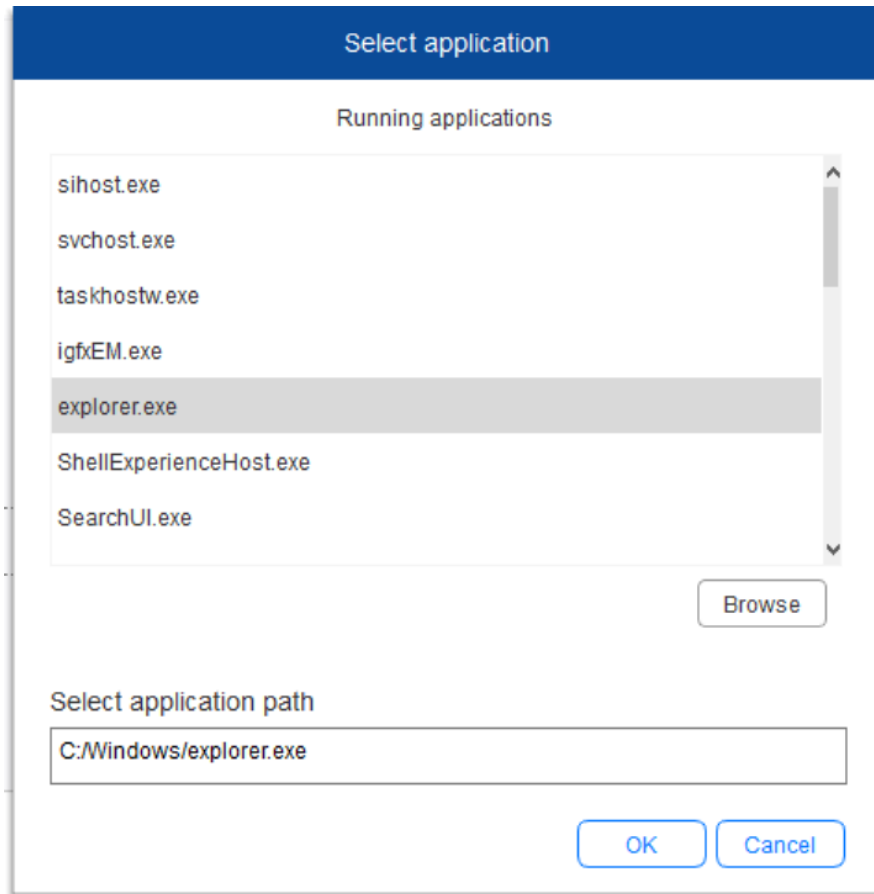 Select application
Running applications
sihost.exe
svchost.exe
taskhostw.exe
igfxEM.exe
explorer.exe
ShellExperienceHost.exe
SearchUI.exe
Browse
Select application path
C:/Windows/explorer.exe
OK Cancel